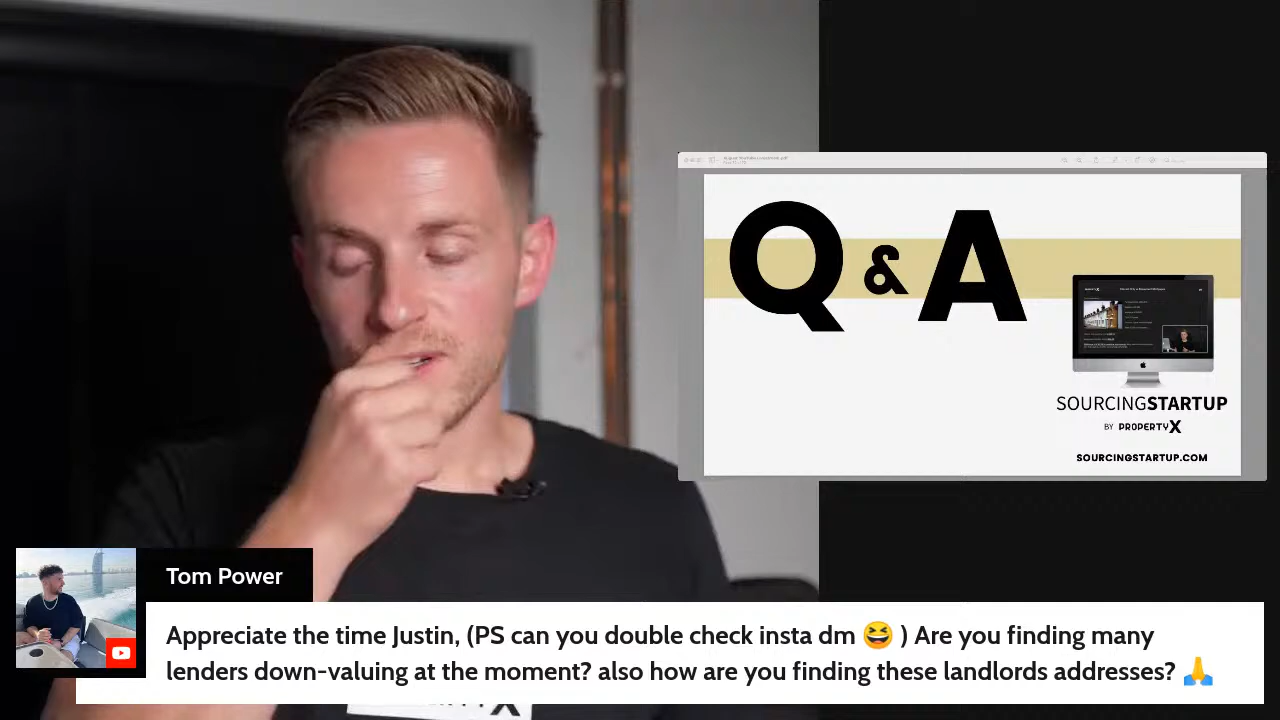 Q & A
SOURCINGSTARTUP
BY PROPERTYX
SOURCINGSTARTUP.COM
Tom Power
Appreciate the time Justin, (PS can you double check insta dm 😆 ) Are you finding many
lenders down-valuing at the moment? also how are you finding these landlords addresses? 🙏